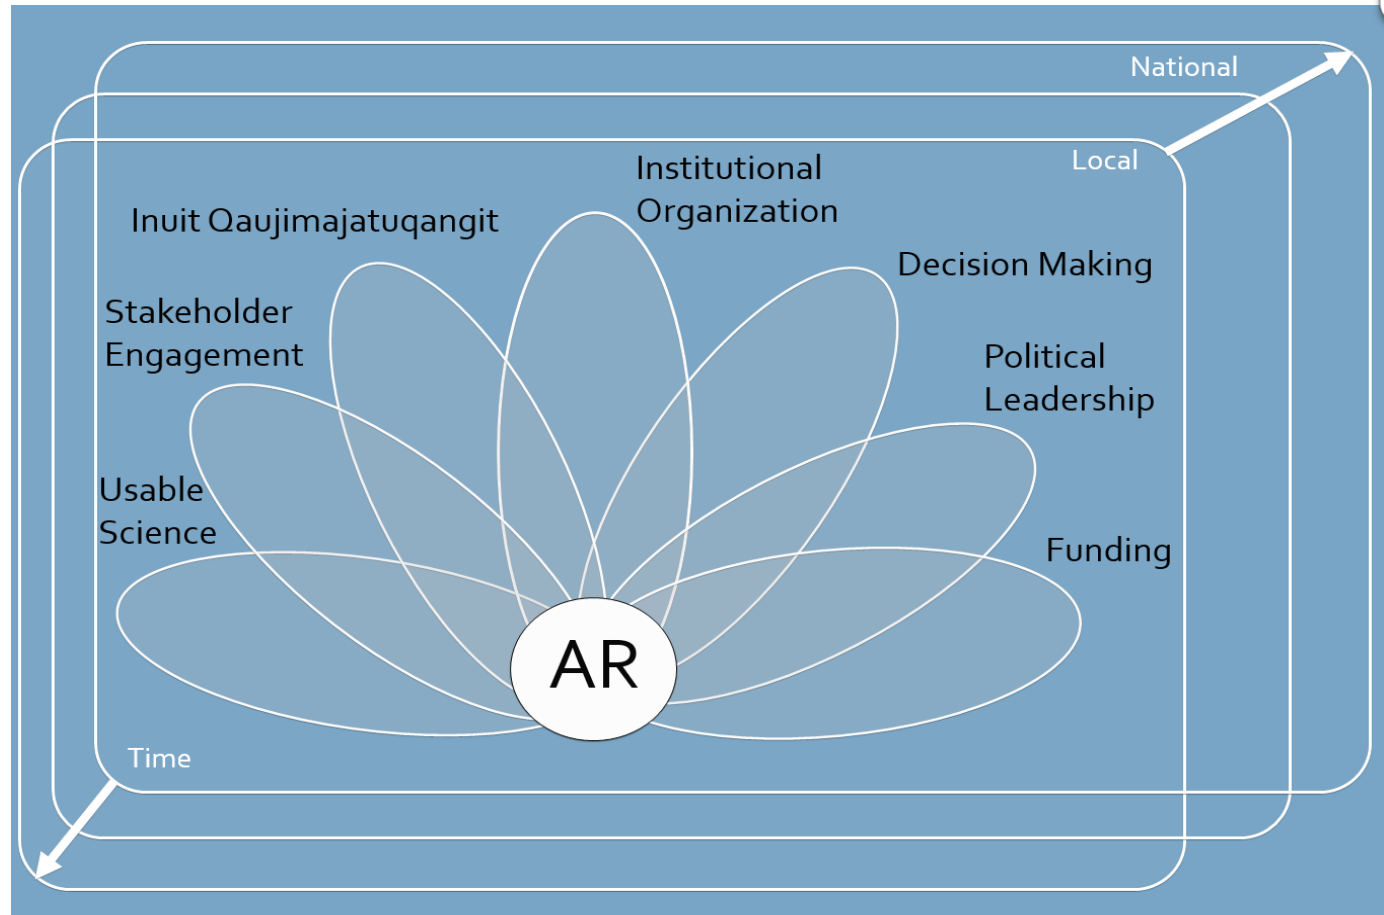 National
Local
Institutional
Organization
Inuit Qaujimajatuqangit
Decision Making
Stakeholder
Engagement
Political
Leadership
Usable
Science
Funding
AR
Time